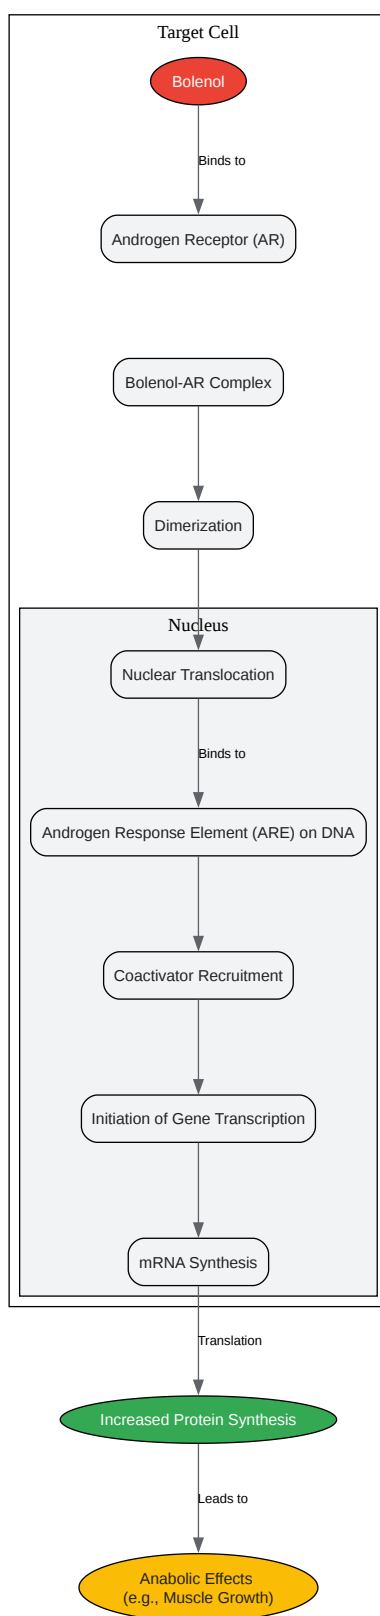 Target Cell
Bolenol
Binds to
Androgen Receptor (AR)
Bolenol-AR Complex
Dimerization
Nucleus
Nuclear Translocation
Binds to
Androgen Response Element (ARE) on DNA
Coactivator Recruitment
Initiation of Gene Transcription
mRNA Synthesis
Translation
Increased Protein Synthesis
Leads to
Anabolic Effects
(e.g., Muscle Growth)